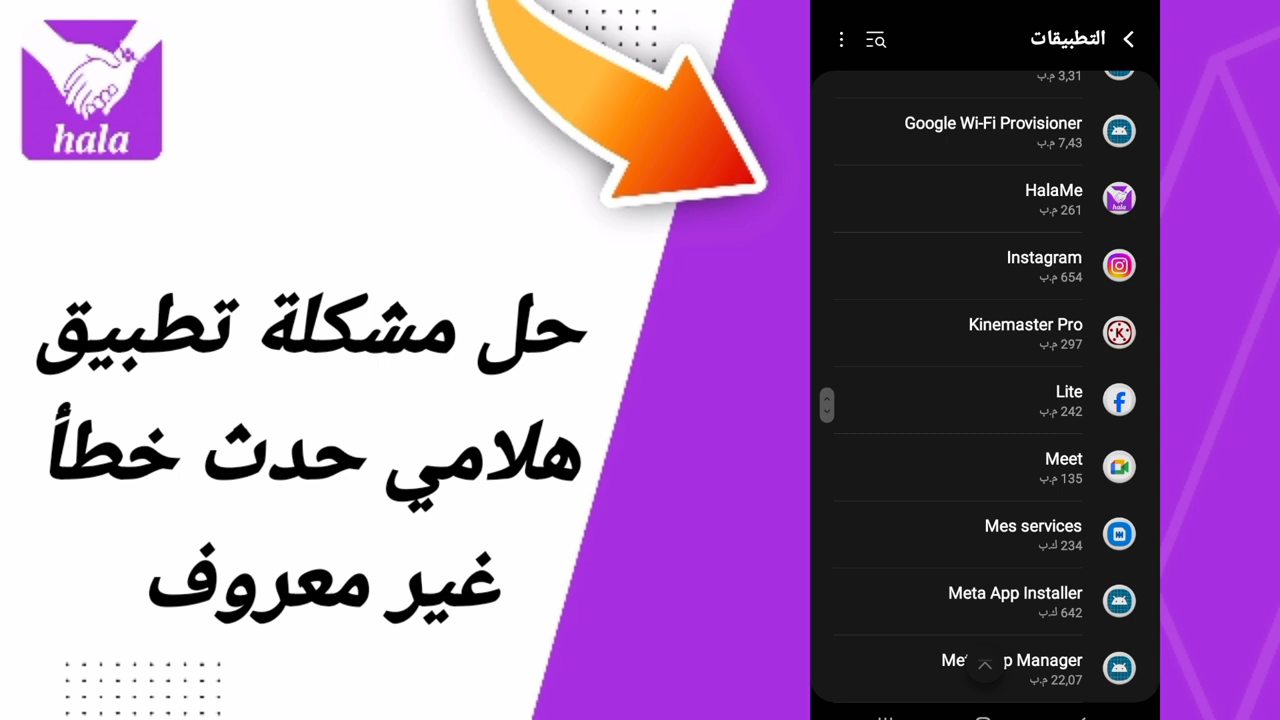 hala
حل مشكلة تطبيق
هلامي حدث خطأ
غير معروف
التطبيقات
3,31 م.ب
Google Wi-Fi Provisioner
7,43 م.ب
HalaMe
261 م.ب
Instagram
654 م.ب
Kinemaster Pro
297 م.ب
Lite
242 م.ب
Meet
135 م.ب
Mes services
234 ك.ب
Meta App Installer
642 ك.ب
p Manager
22,07 م.ب